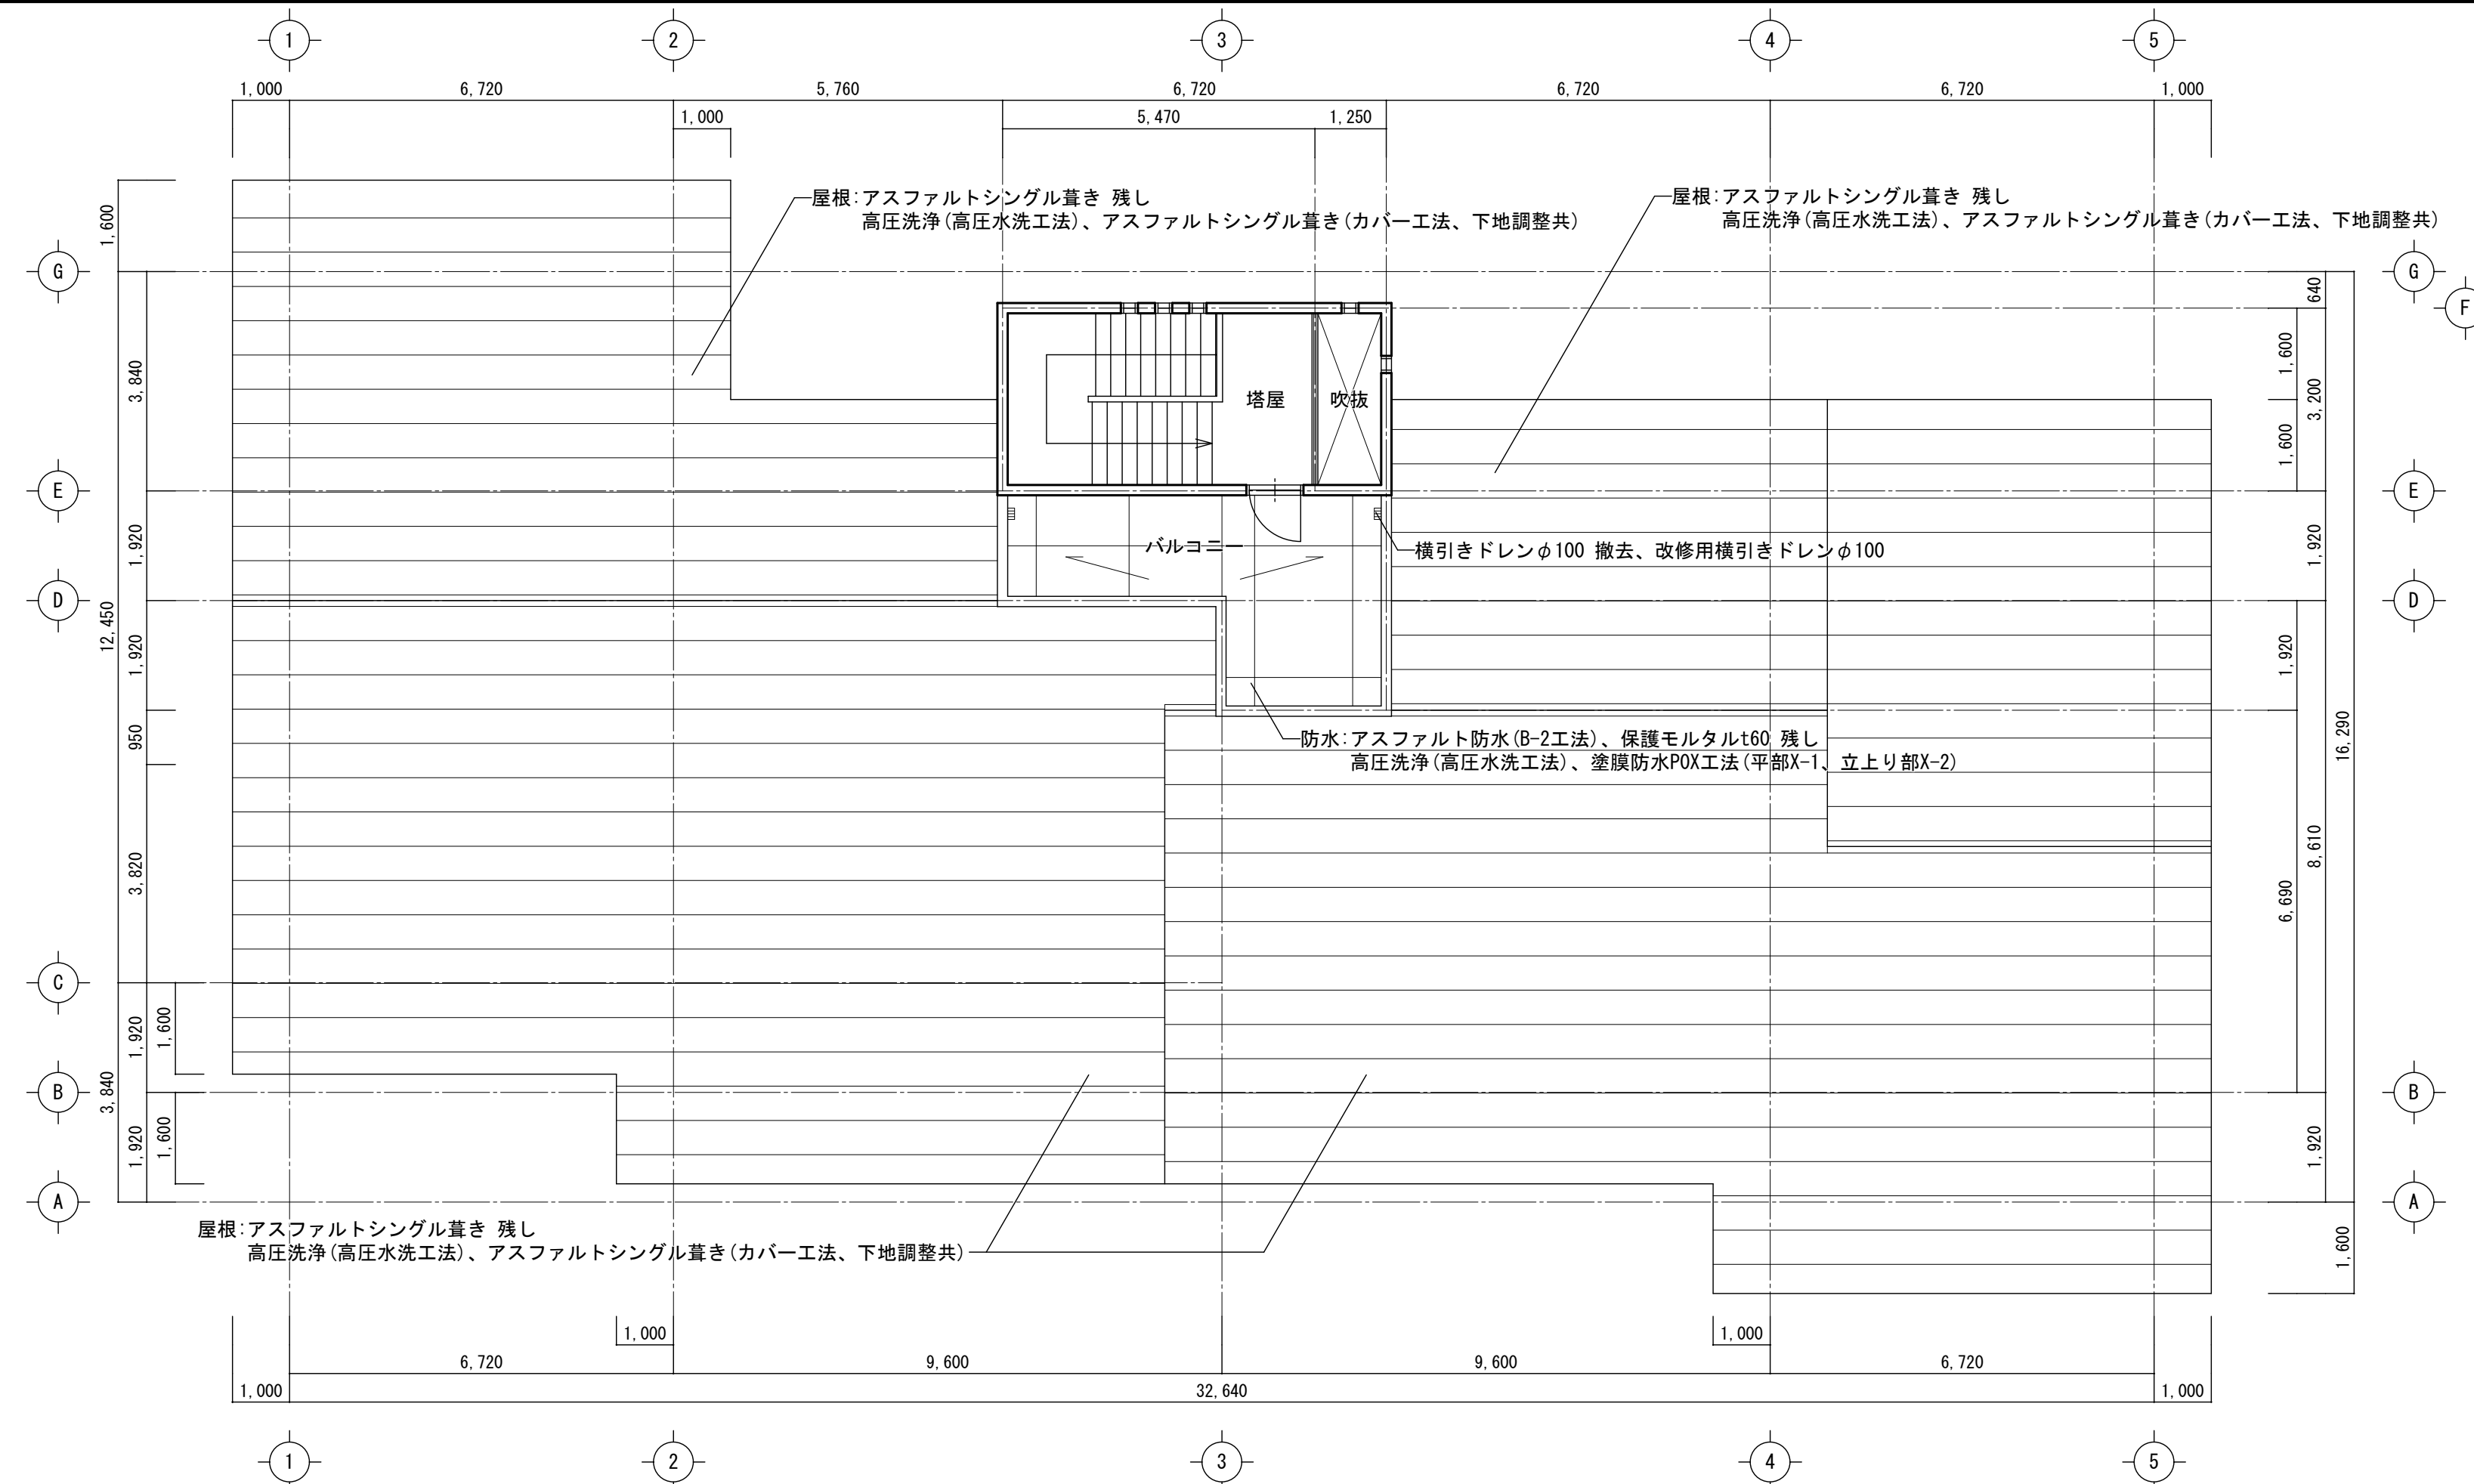 1 2 3 4 5
1,000 6,720 5,760 6,720 6,720 6,720 1,000
1,000 5,470 1,250
屋根:アスファルトシングル葺き 残し
高圧洗浄(高圧水洗工法)、アスファルトシングル葺き(カバー工法、下地調整共)
屋根:アスファルトシングル葺き 残し
高圧洗浄(高圧水洗工法)、アスファルトシングル葺き(カバー工法、下地調整共)
1,600
G
G
640
F
3,840
1,600
3,200
塔屋
吹抜
1,600
E
E
バルコニー
横引きドレンφ100 撤去、改修用横引きドレンφ100
1,920
1,920
D
D
12,450
1,920
1,920
950
16,290
防水:アスファルト防水(B-2工法)、保護モルタルt60 残し
高圧洗浄(高圧水洗工法)、塗膜防水POX工法(平部X-1、立上り部X-2)
3,820
8,610
6,690
C
1,920
1,600
B
B
3,840
1,920
1,600
1,920
A
A
屋根:アスファルトシングル葺き 残し
高圧洗浄(高圧水洗工法)、アスファルトシングル葺き(カバー工法、下地調整共)
1,600
1,000 1,000
6,720 9,600 9,600 6,720
1,000 32,640 1,000
1 2 3 4 5